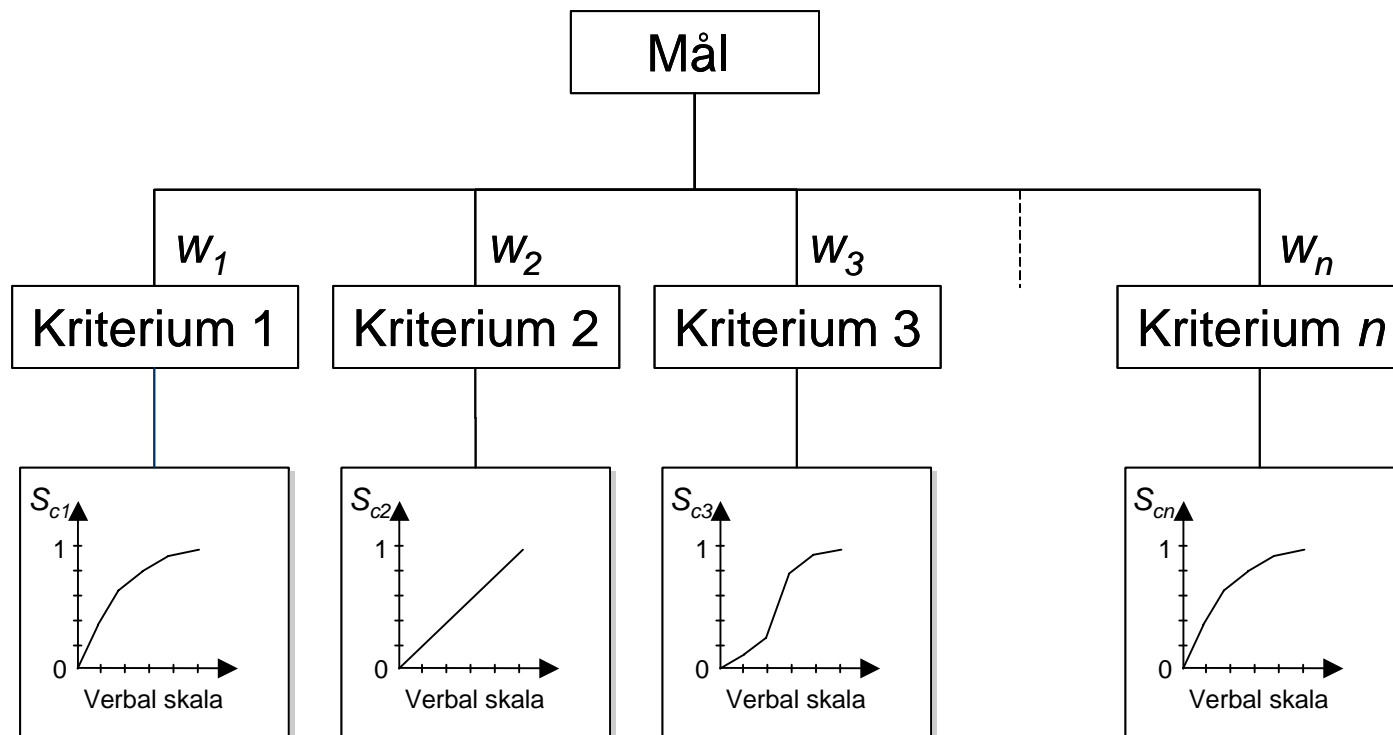 Mål
w1 w2 w3 wn
Kriterium 1 Kriterium 2 Kriterium 3 Kriterium n
Sc1 Sc2 Sc3 Scn
1 1 1 1
0 0 0 0
Verbal skala Verbal skala Verbal skala Verbal skala